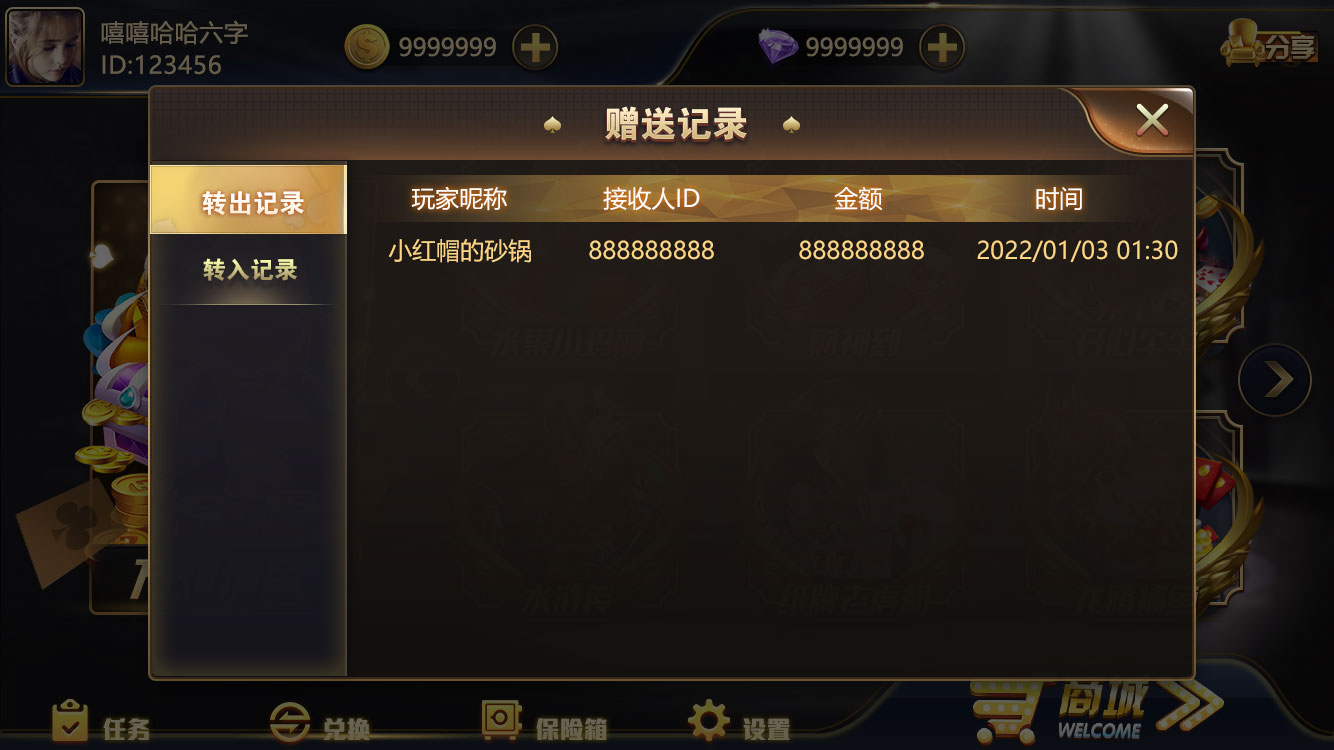 嘻嘻哈哈六字
ID:123456
9999999
9999999
分享
赠送记录
转出记录
转入记录
玩家昵称 接收人ID 金额 时间
小红帽的砂锅 888888888 888888888 2022/01/03 01:30
水浒传
任务
兑换
保险箱
设置
商城
WELCOME